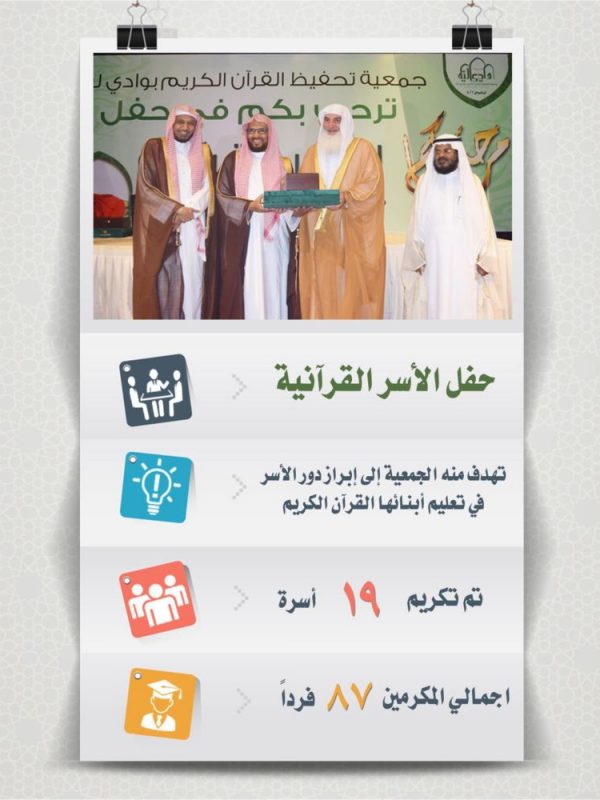 جمعية تحفيظ القرآن الكريم بوادي
ترحب بكم في حفل
حفل الأسر القرآنية
تهدف منه الجمعية إلى إبراز دور الأسر
في تعليم أبنائها القرآن الكريم
تم تكريم ١٩ أسرة
اجمالي المكرمين ٨٧ فرداً